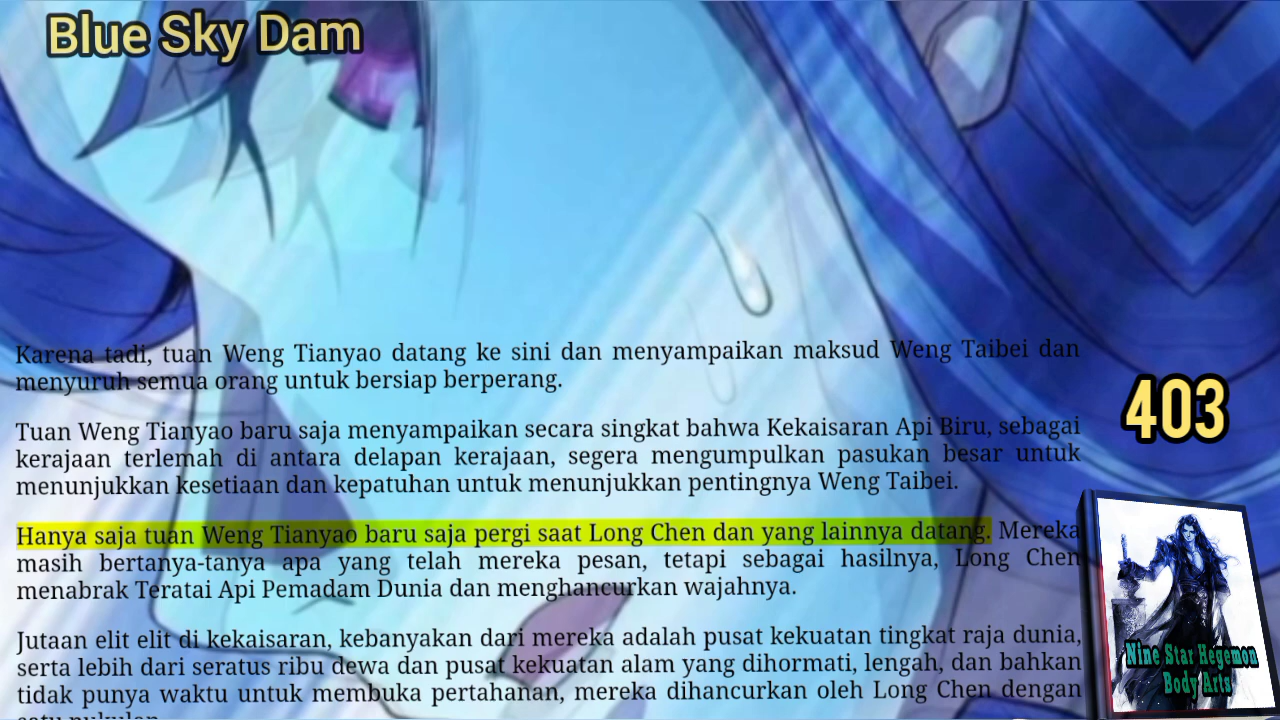 Blue Sky Dam
Karena tadi, tuan Weng Tianyao datang ke sini dan menyampaikan maksud Weng Taibei dan
menyuruh semua orang untuk bersiap berperang.
Tuan Weng Tianyao baru saja menyampaikan secara singkat bahwa Kekaisaran Api Biru, sebagai
kerajaan terlemah di antara delapan kerajaan, segera mengumpulkan pasukan besar untuk
menunjukkan kesetiaan dan kepatuhan untuk menunjukkan pentingnya Weng Taibei.
Hanya saja tuan Weng Tianyao baru saja pergi saat Long Chen dan yang lainnya datang. Mereka
masih bertanya-tanya apa yang telah mereka pesan, tetapi sebagai hasilnya, Long Chen
menabrak Teratai Api Pemadam Dunia dan menghancurkan wajahnya.
Jutaan elit elit di kekaisaran, kebanyakan dari mereka adalah pusat kekuatan tingkat raja dunia,
serta lebih dari seratus ribu dewa dan pusat kekuatan alam yang dihormati, lengah, dan bahkan
tidak punya waktu untuk membuka pertahanan, mereka dihancurkan oleh Long Chen dengan
satu pukulan.
403
Nine Star Hegemon
Body Arts